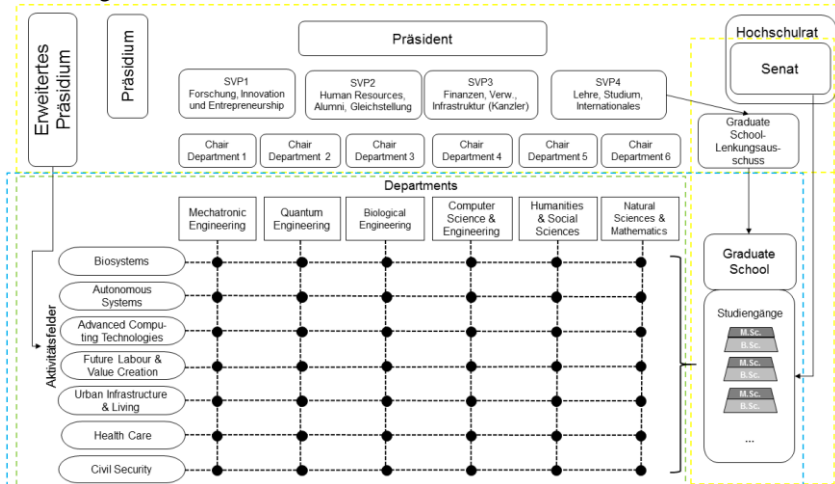 Erweitertes
Präsidium
Präsidium
Präsident
Hochschulrat
Senat
SVP1
Forschung, Innovation
und Entrepreneurship
SVP2
Human Resources,
Alumni, Gleichstellung
SVP3
Finanzen, Verw.,
Infrastruktur (Kanzler)
SVP4
Lehre, Studium,
Internationales
Graduate
School-
Lenkungsaus-
schuss
Chair
Department 1
Chair
Department 2
Chair
Department 3
Chair
Department 4
Chair
Department 5
Chair
Department 6
Departments
Mechatronic
Engineering
Quantum
Engineering
Biological
Engineering
Computer
Science &
Engineering
Humanities
& Social
Sciences
Natural
Sciences &
Mathematics
Aktivitätsfelder
Biosystems
Autonomous
Systems
Advanced Compu-
ting Technologies
Future Labour &
Value Creation
Urban Infrastructure
& Living
Health Care
Civil Security
Graduate
School
Studiengänge
M.Sc.
B.Sc.
M.Sc.
B.Sc.
M.Sc.
B.Sc.
...